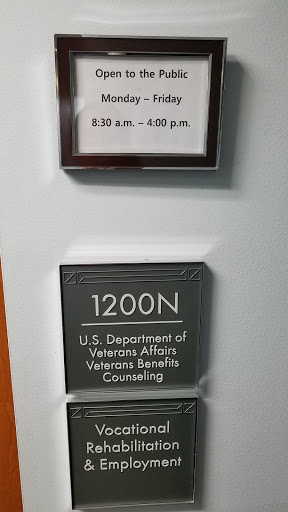 Open to the Public
Monday – Friday
8:30 a.m. – 4:00 p.m.
1200N
U.S. Department of
Veterans Affairs
Veterans Benefits
Counseling
Vocational
Rehabilitation
& Employment